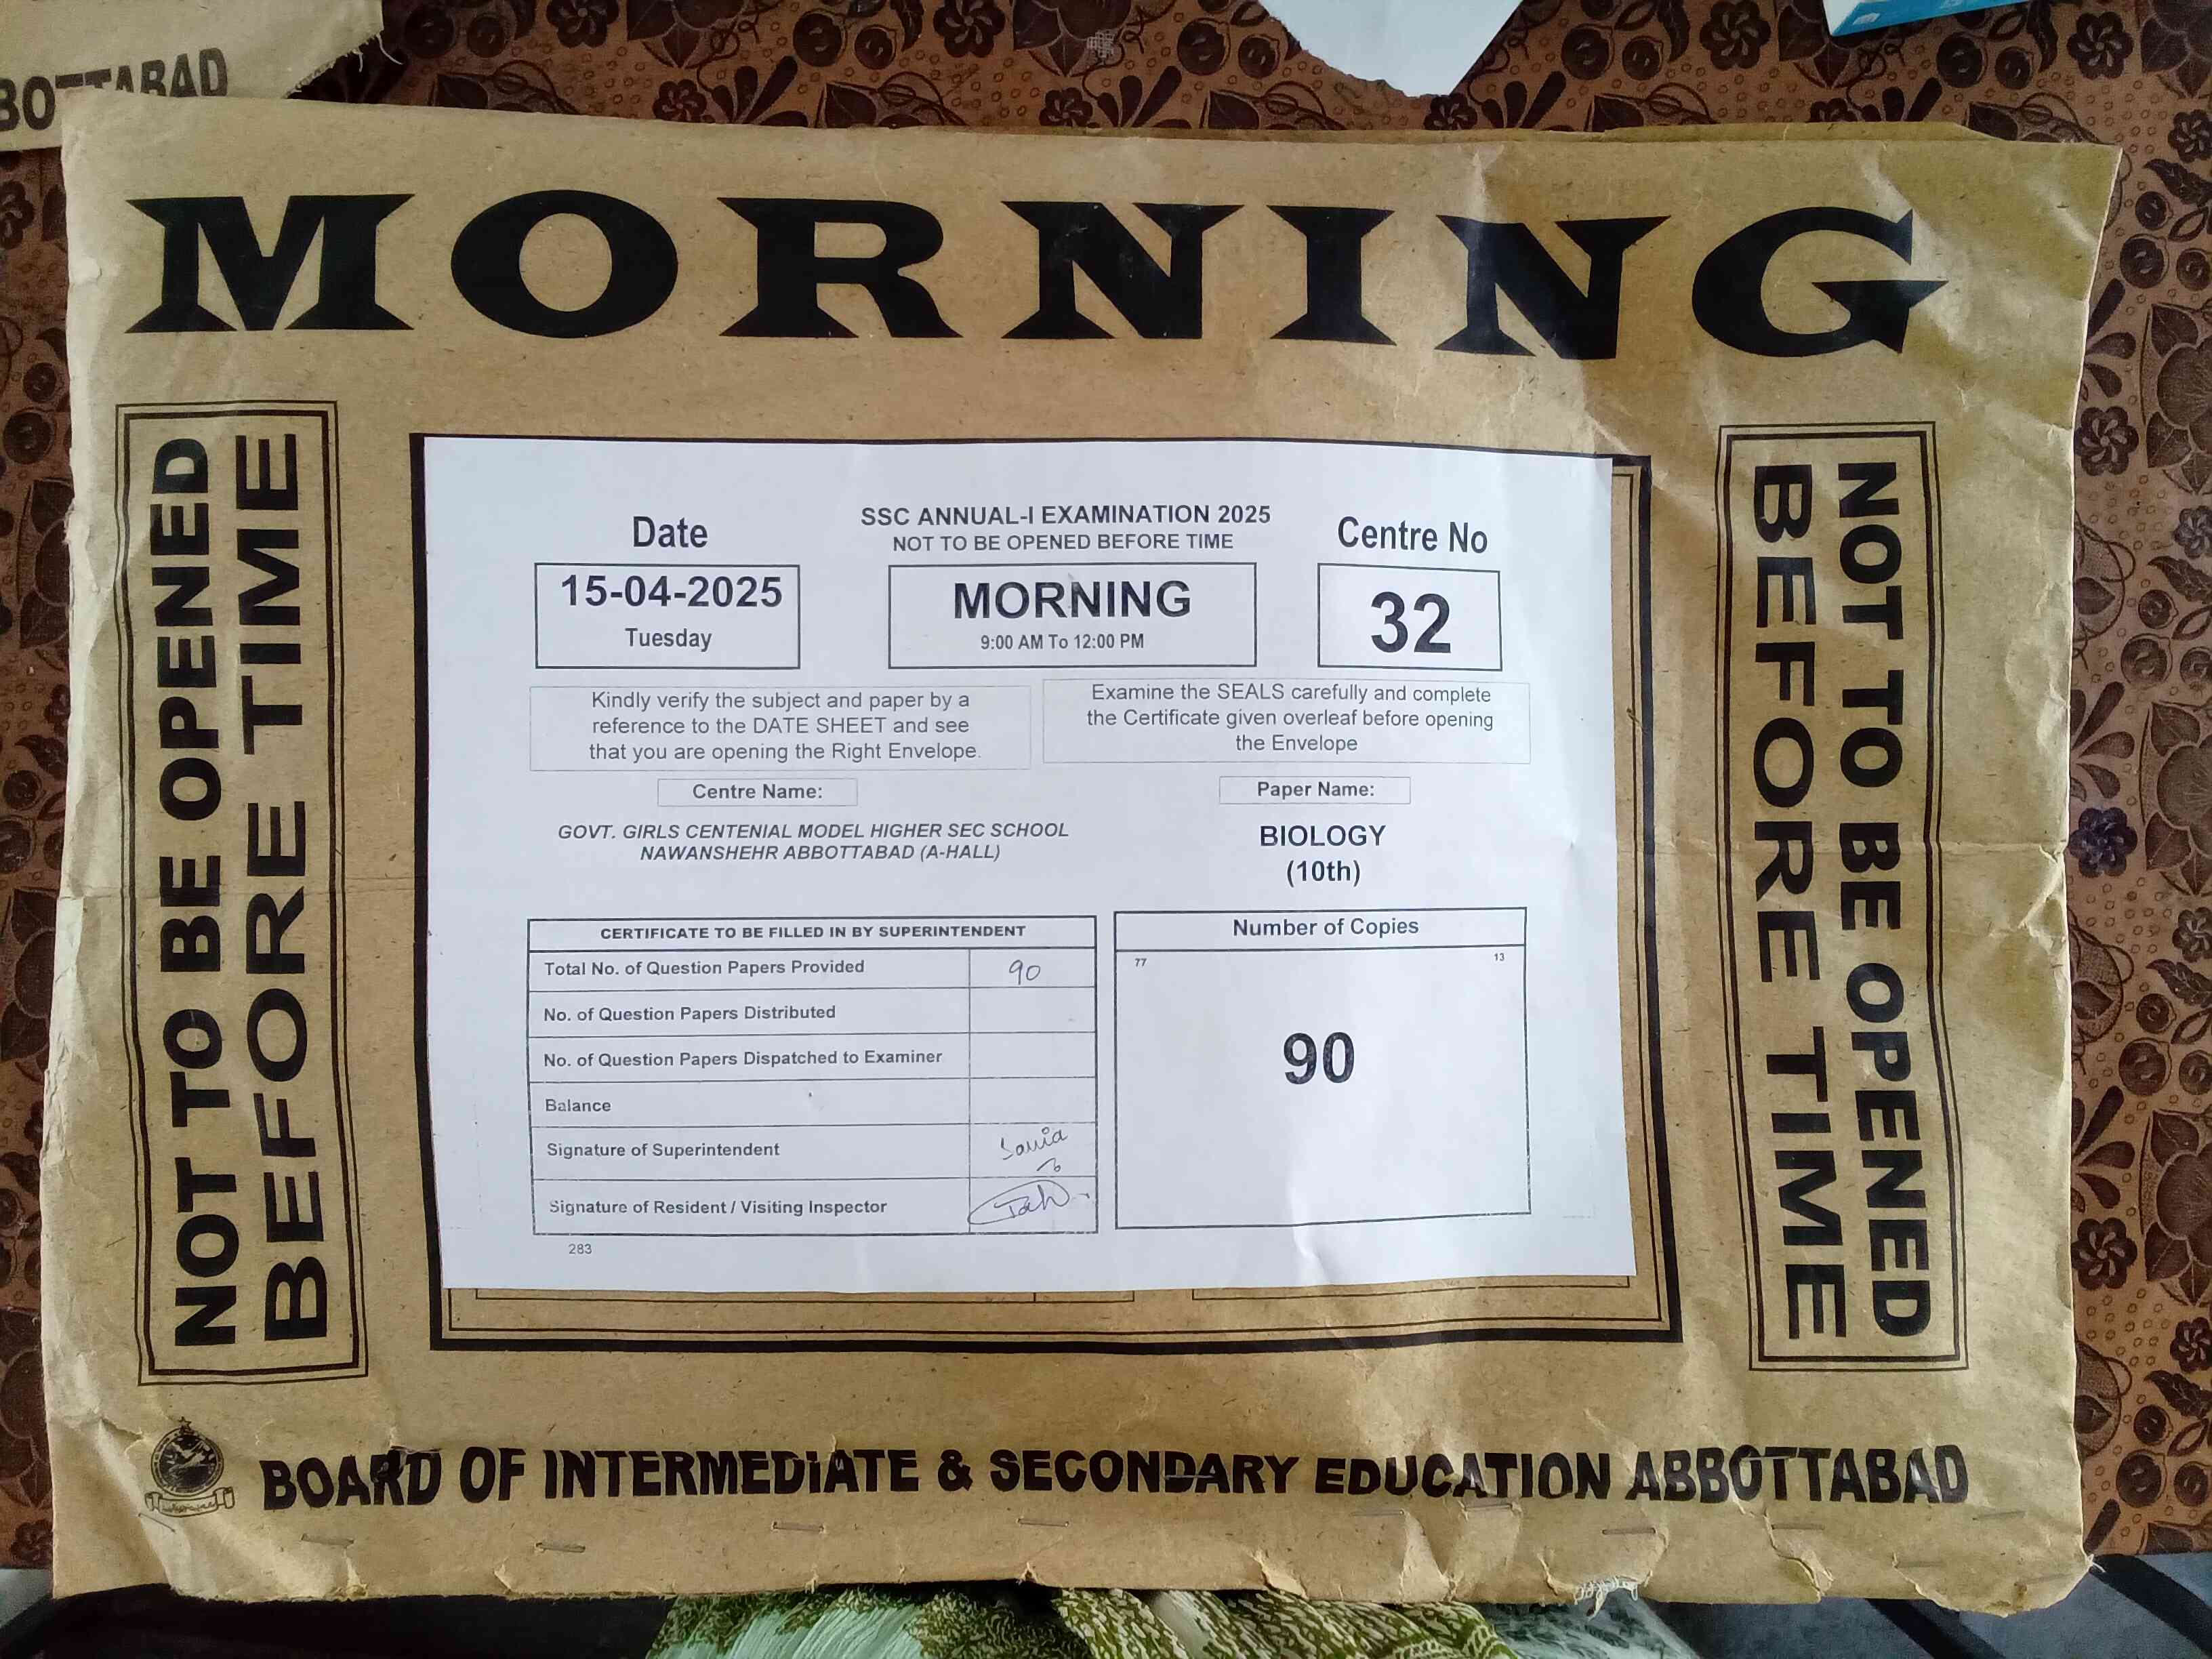 BOTTABAD
MORNING
NOT TO BE OPENED
BEFORE TIME
Date
15-04-2025
Tuesday
SSC ANNUAL-I EXAMINATION 2025
NOT TO BE OPENED BEFORE TIME
MORNING
9:00 AM To 12:00 PM
Centre No
32
Kindly verify the subject and paper by a
reference to the DATE SHEET and see
that you are opening the Right Envelope.
Examine the SEALS carefully and complete
the Certificate given overleaf before opening
the Envelope
Centre Name:
GOVT. GIRLS CENTENIAL MODEL HIGHER SEC SCHOOL
NAWANSHEHR ABBOTTABAD (A-HALL)
Paper Name:
BIOLOGY
(10th)
CERTIFICATE TO BE FILLED IN BY SUPERINTENDENT
Total No. of Question Papers Provided 90
No. of Question Papers Distributed
No. of Question Papers Dispatched to Examiner
Balance
Signature of Superintendent Sania
Signature of Resident / Visiting Inspector
283
Number of Copies
77 13
90
NOT TO BE OPENED
BEFORE TIME
BOARD OF INTERMEDIATE & SECONDARY EDUCATION ABBOTTABAD